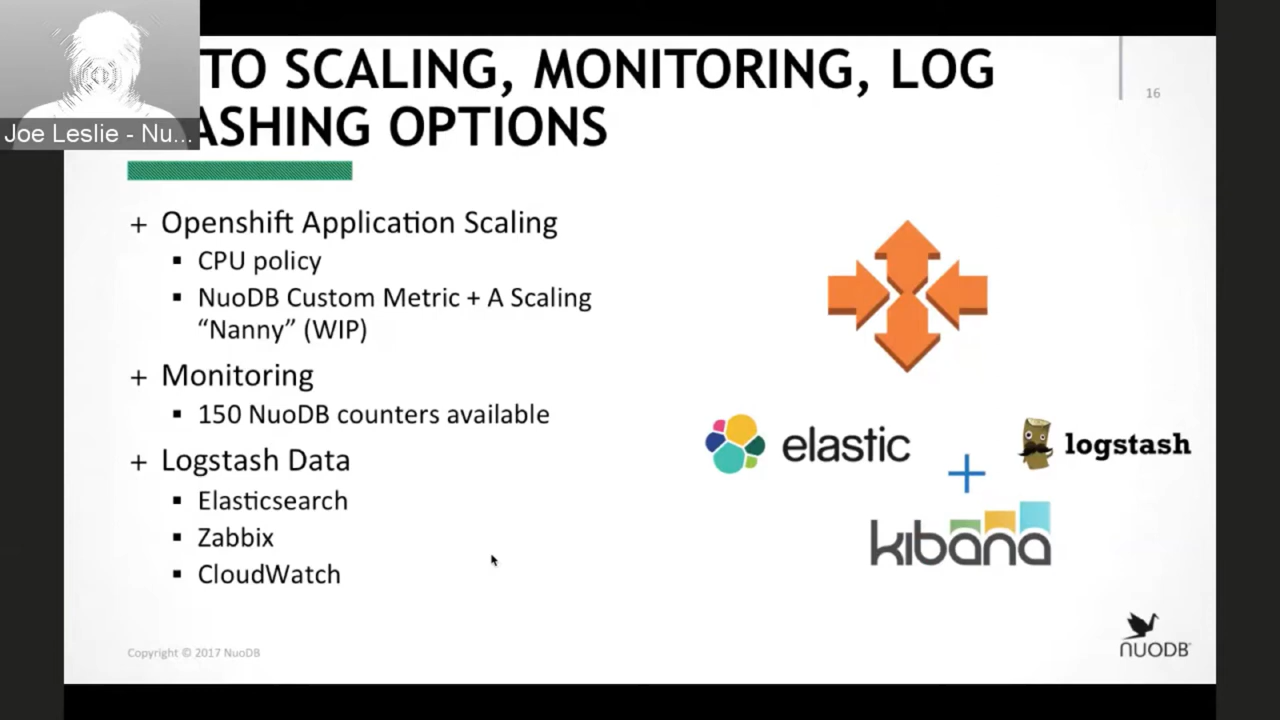 TO SCALING, MONITORING, LOG
16
Joe Leslie - Nu...
ASHING OPTIONS
+ Openshift Application Scaling
▪ CPU policy
▪ NuoDB Custom Metric + A Scaling
“Nanny” (WIP)
+ Monitoring
▪ 150 NuoDB counters available
+ Logstash Data
▪ Elasticsearch
▪ Zabbix
▪ CloudWatch
elastic
+
logstash
kibana
Copyright © 2017 NuoDB
NUODB